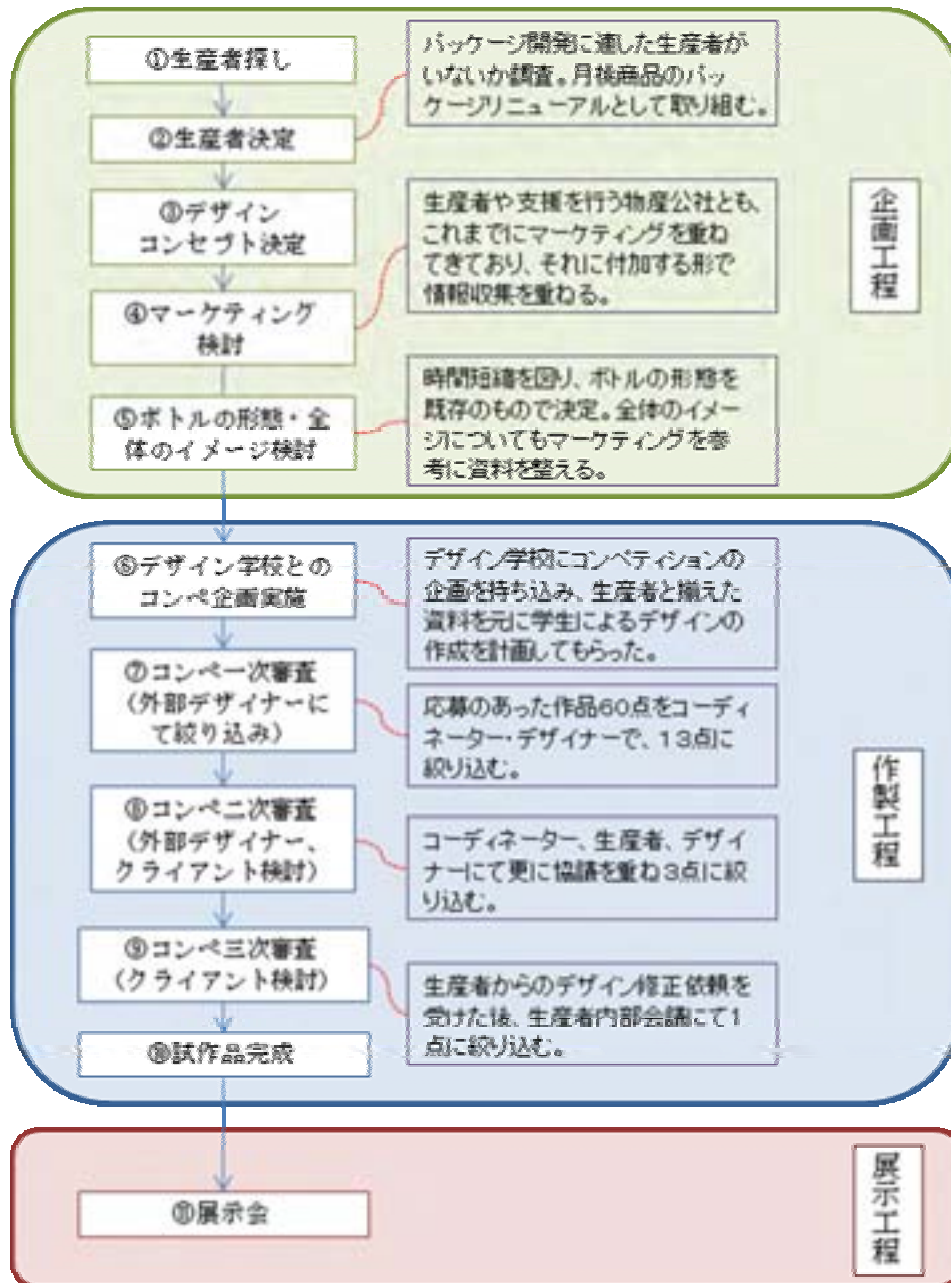 ①生産者探し
パッケージ開発に適した生産者が
いないか調査。月桃商品のパッ
ケージリニューアルとして取り組む。
②生産者決定
③デザイン
コンセプト決定
生産者や支援を行う物産公社とも、
これまでにマーケティングを重ね
てきており、それに付加する形で
情報収集を重ねる。
④マーケティング
検討
⑤ボトルの形態・全
体のイメージ検討
時間短縮を図り、ボトルの形態を
既存のもので決定。全体のイメー
ジについてもマーケティングを参
考に資料を整える。
企画工程
⑥デザイン学校との
コンペ企画実施
デザイン学校にコンペティションの
企画を持ち込み、生産者と揃えた
資料を元に学生によるデザインの
作成を計画してもらった。
⑦コンペ一次審査
(外部デザイナーに
て絞り込み)
応募のあった作品60点をコーディ
ネーター・デザイナーで、13点に
絞り込む。
⑧コンペ二次審査
(外部デザイナー、
クライアント検討)
コーディネーター、生産者、デザイ
ナーにて更に協議を重ね3点に絞
り込む。
⑨コンペ三次審査
(クライアント検討)
生産者からのデザイン修正依頼を
受けた後、生産者内部会議にて1
点に絞り込む。
⑩試作品完成
作製工程
⑪展示会
展示工程